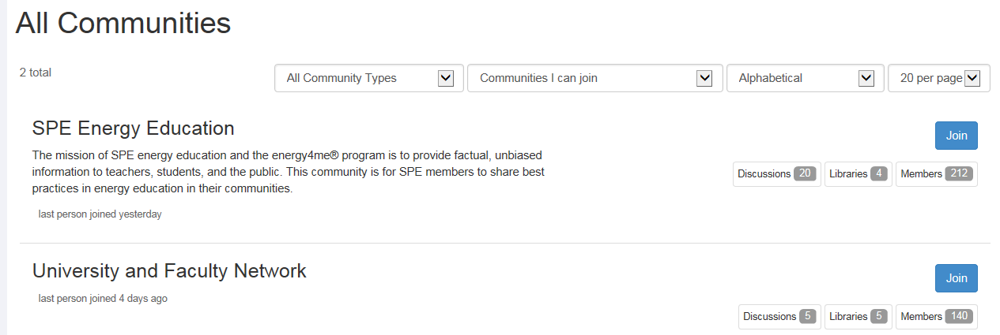 All Communities
2 total
All Community Types
Communities I can join
Alphabetical
20 per page
SPE Energy Education
Join
The mission of SPE energy education and the energy4me® program is to provide factual, unbiased
information to teachers, students, and the public. This community is for SPE members to share best
practices in energy education in their communities.
Discussions 20 Libraries 4 Members 212
last person joined yesterday
University and Faculty Network
Join
last person joined 4 days ago
Discussions 5 Libraries 5 Members 140